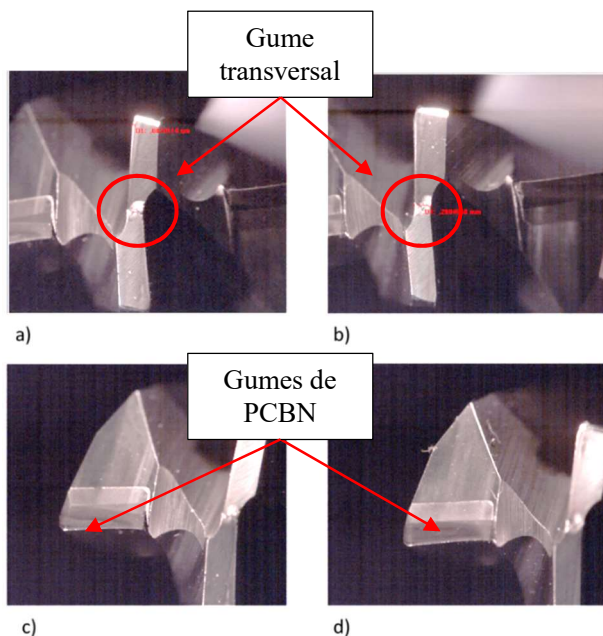 Gume
transversal
a)
b)
Gumes de
PCBN
c)
d)